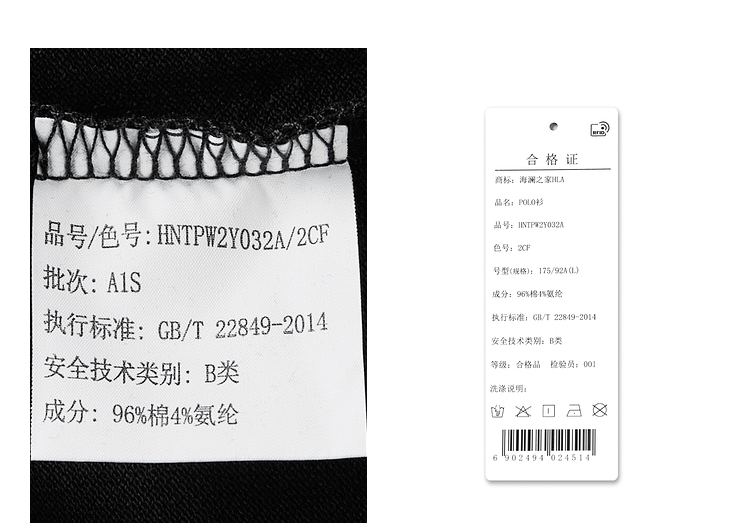 品号/色号:HNTPW2Y032A/2CF
批次: A1S
执行标准: GB/T 22849-2014
安全技术类别: B类
成分: 96%棉4%氨纶
RFID
合格证
商标: 海澜之家HLA
品名: POLO衫
品号: HNTPW2Y032A
色号: 2CF
号型(规格): 175/92A(L)
成分: 96%棉4%氨纶
执行标准: GB/T 22849-2014
安全技术类别: B类
等级: 合格品 检验员: 001
洗涤说明:
6 902494 024514